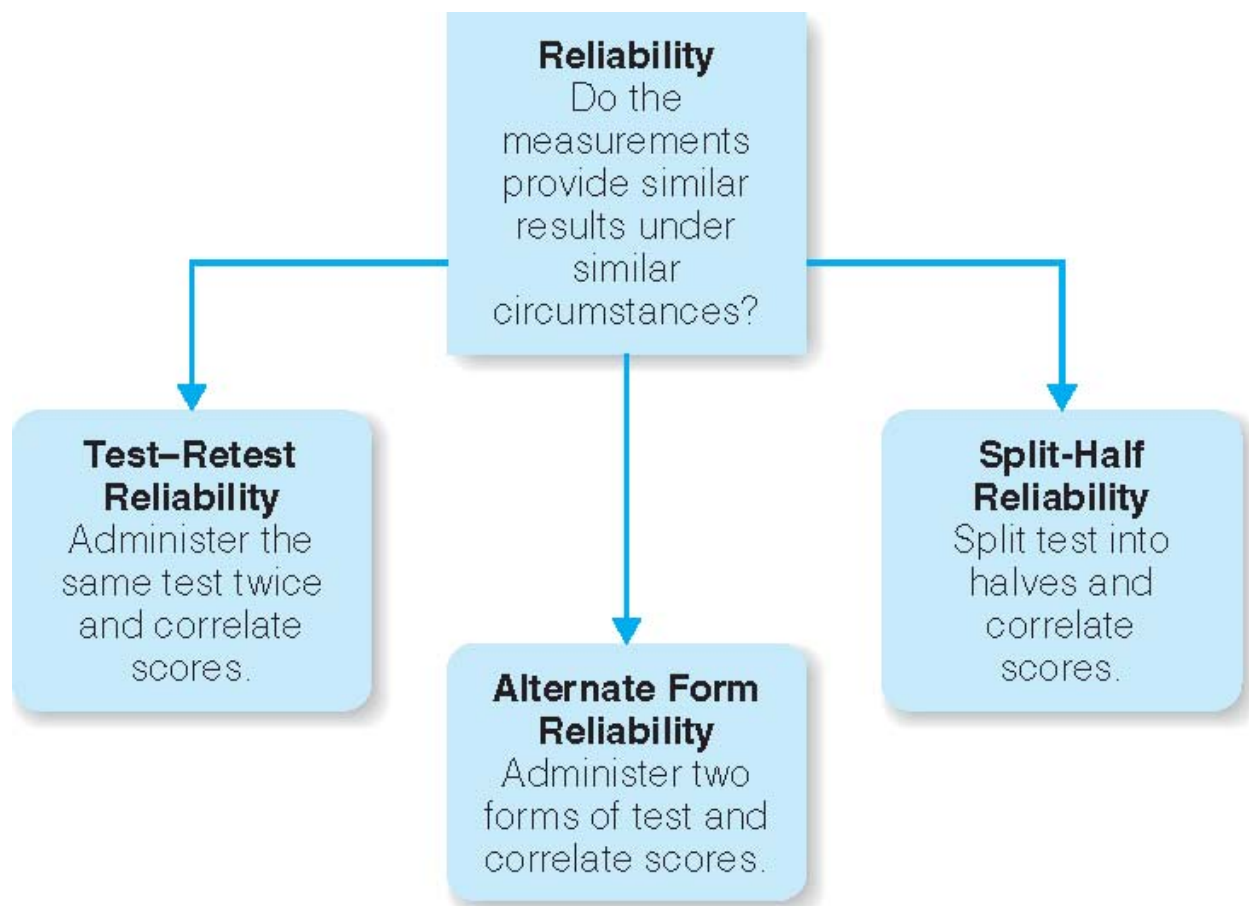 Reliability
Do the
measurements
provide similar
results under
similar
circumstances?
Test–Retest
Reliability
Administer the
same test twice
and correlate
scores.
Alternate Form
Reliability
Administer two
forms of test and
correlate scores.
Split-Half
Reliability
Split test into
halves and
correlate
scores.